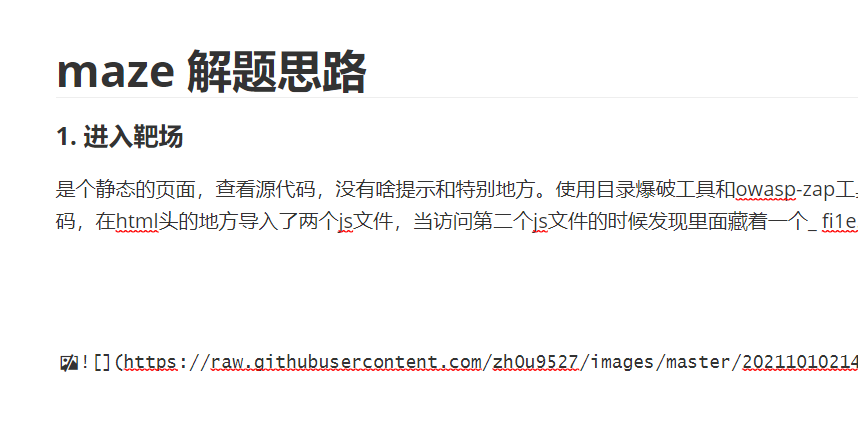 maze 解题思路
1. 进入靶场
是个静态的页面，查看源代码，没有啥提示和特别地方。使用目录爆破工具和owasp-zap工
码，在html头的地方导入了两个js文件，当访问第二个js文件的时候发现里面藏着一个_ fi1e
![](https://raw.githubusercontent.com/zh0u9527/images/master/20211010214